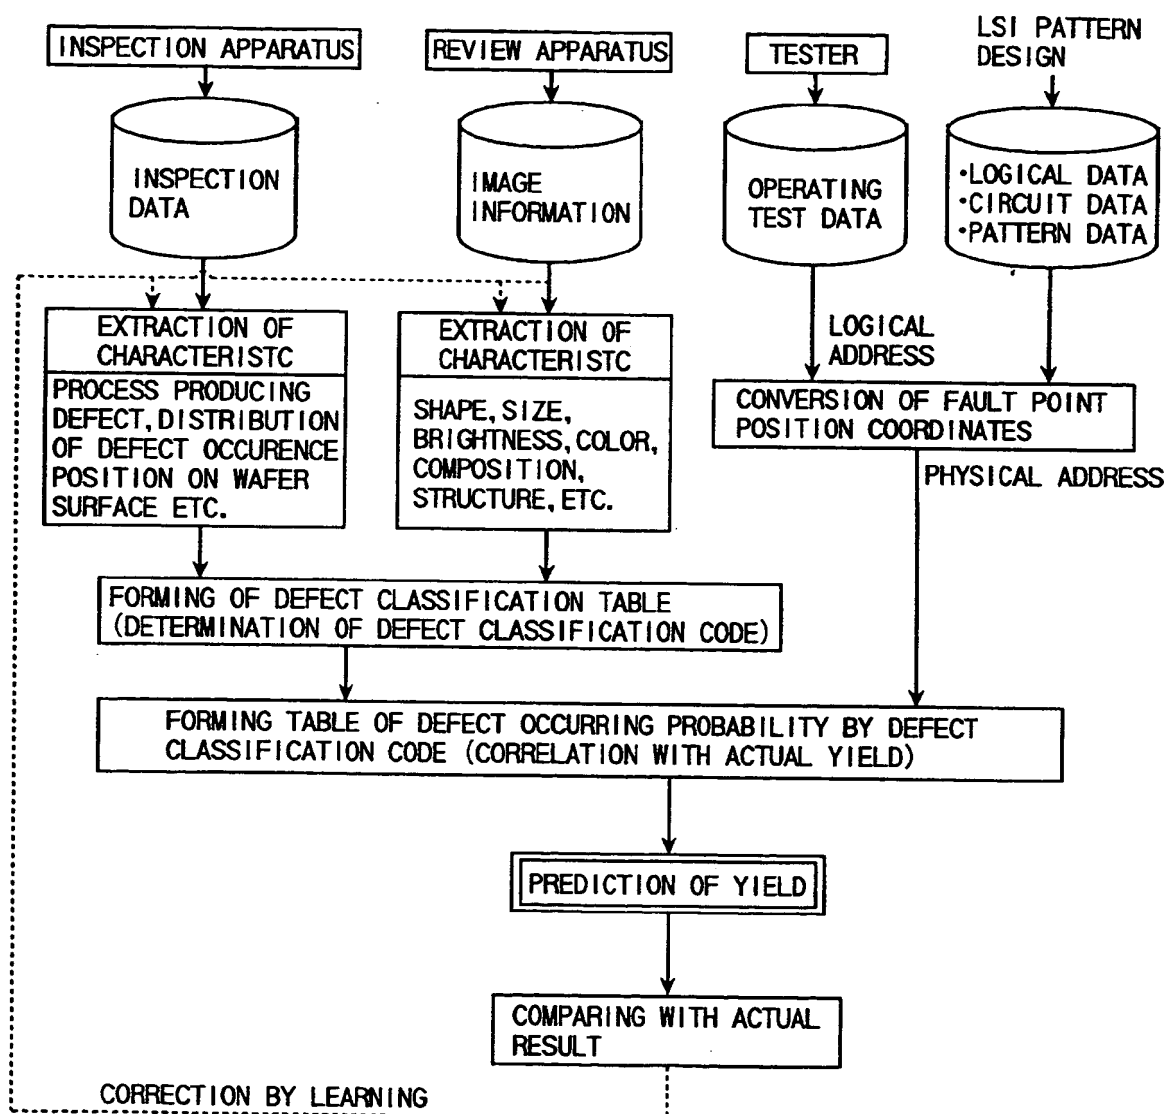 INSPECTION APPARATUS
REVIEW APPARATUS
TESTER
LSI PATTERN
DESIGN
INSPECTION
DATA
IMAGE
INFORMATION
OPERATING
TEST DATA
•LOGICAL DATA
•CIRCUIT DATA
•PATTERN DATA
EXTRACTION OF
CHARACTERISTC
PROCESS PRODUCING
DEFECT, DISTRIBUTION
OF DEFECT OCCURENCE
POSITION ON WAFER
SURFACE ETC.
EXTRACTION OF
CHARACTERISTC
SHAPE, SIZE,
BRIGHTNESS, COLOR,
COMPOSITION,
STRUCTURE, ETC.
LOGICAL
ADDRESS
CONVERSION OF FAULT POINT
POSITION COORDINATES
PHYSICAL ADDRESS
FORMING OF DEFECT CLASSIFICATION TABLE
(DETERMINATION OF DEFECT CLASSIFICATION CODE)
FORMING TABLE OF DEFECT OCCURRING PROBABILITY BY DEFECT
CLASSIFICATION CODE (CORRELATION WITH ACTUAL YIELD)
PREDICTION OF YIELD
COMPARING WITH ACTUAL
RESULT
CORRECTION BY LEARNING